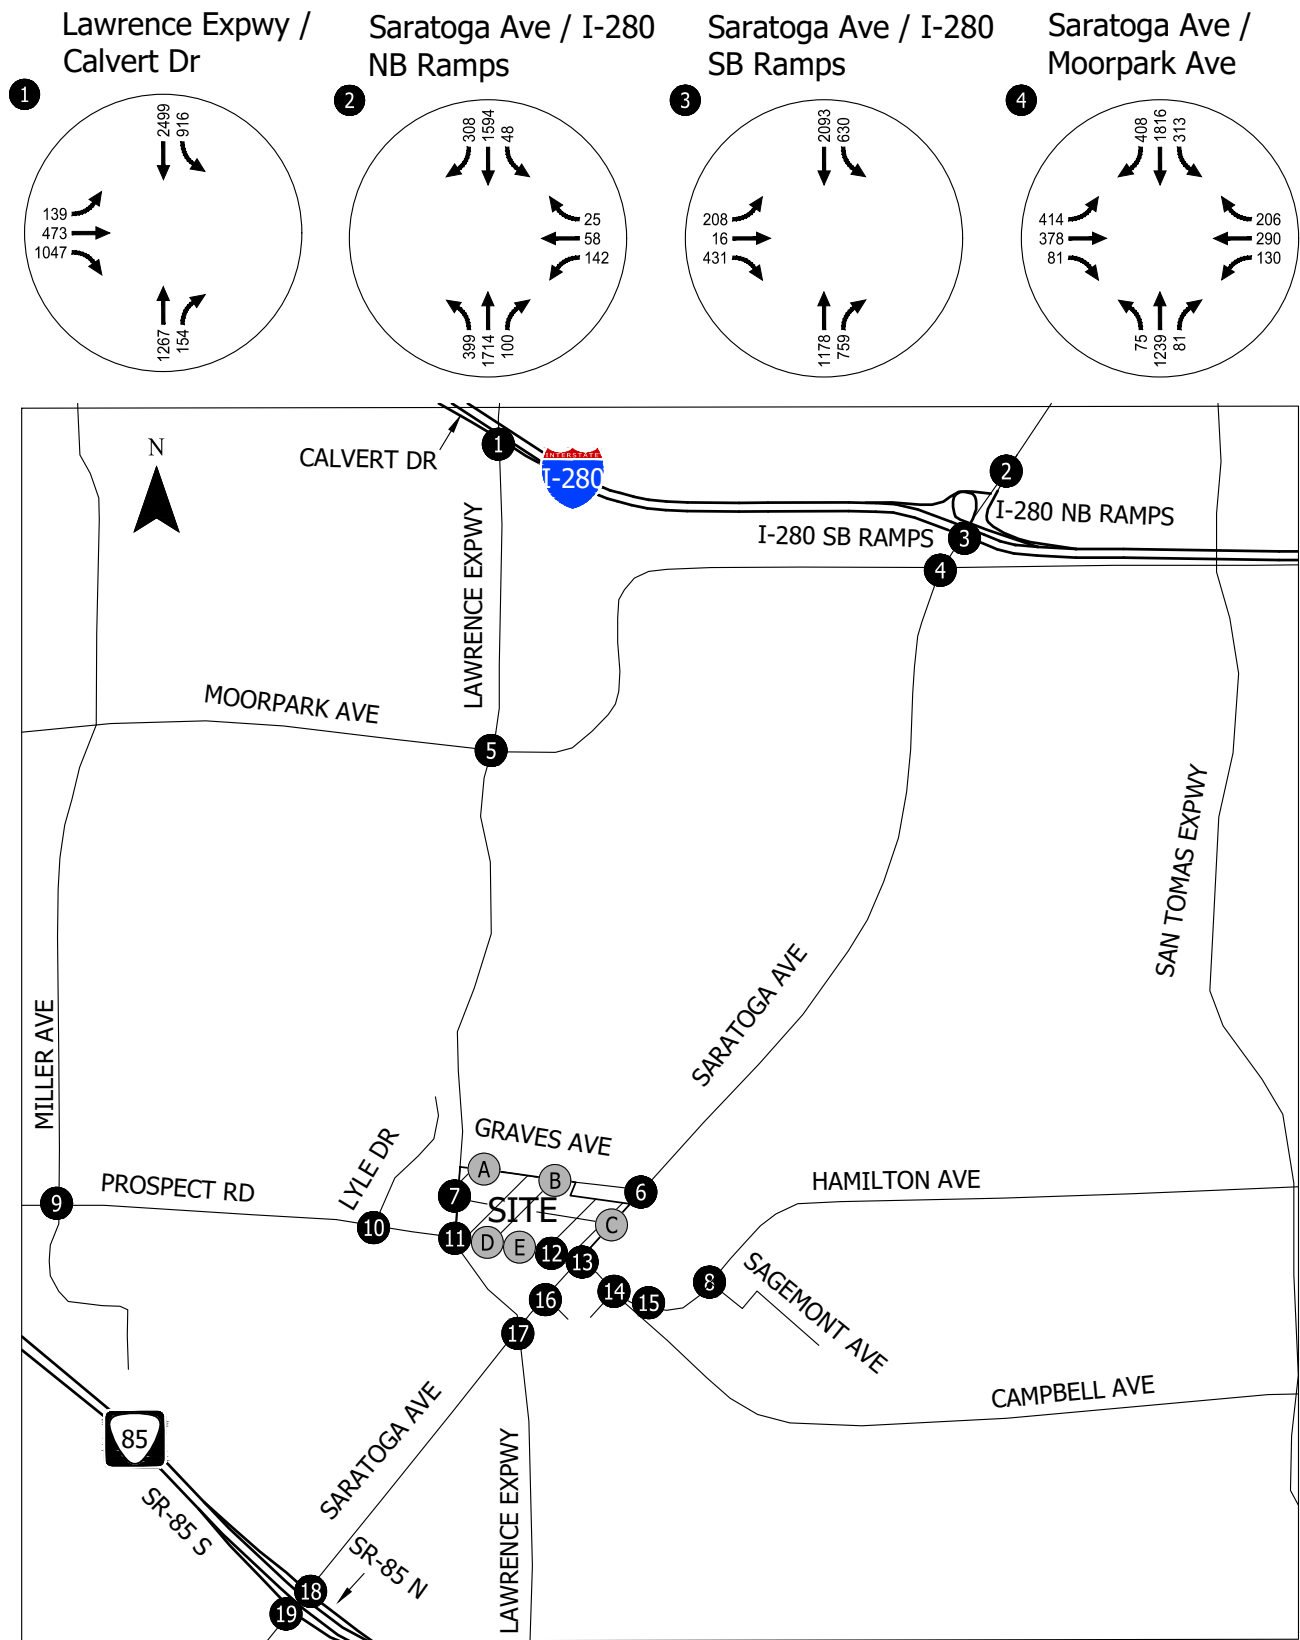 Lawrence Expwy /
Calvert Dr
Saratoga Ave / I-280
NB Ramps
Saratoga Ave / I-280
SB Ramps
Saratoga Ave /
Moorpark Ave
1
2499
916
139
473
1047
1267
154
2
308
1594
48
25
58
142
399
1714
100
3
2093
630
208
16
431
1178
759
4
408
1816
313
414
378
81
206
290
130
75
1239
81
N
CALVERT DR
1
INTERSTATE
I-280
2
I-280 NB RAMPS
I-280 SB RAMPS
3
4
LAWRENCE EXPWY
MOORPARK AVE
5
SAN TOMAS EXPWY
SARATOGA AVE
MILLER AVE
GRAVES AVE
LYLE DR
A
B
HAMILTON AVE
PROSPECT RD
9
7
6
SITE
C
10
11
D
E
12
13
8
SAGEMONT AVE
14
15
16
17
CAMPBELL AVE
85
SARATOGA AVE
LAWRENCE EXPWY
SR-85 S
SR-85 N
18
19